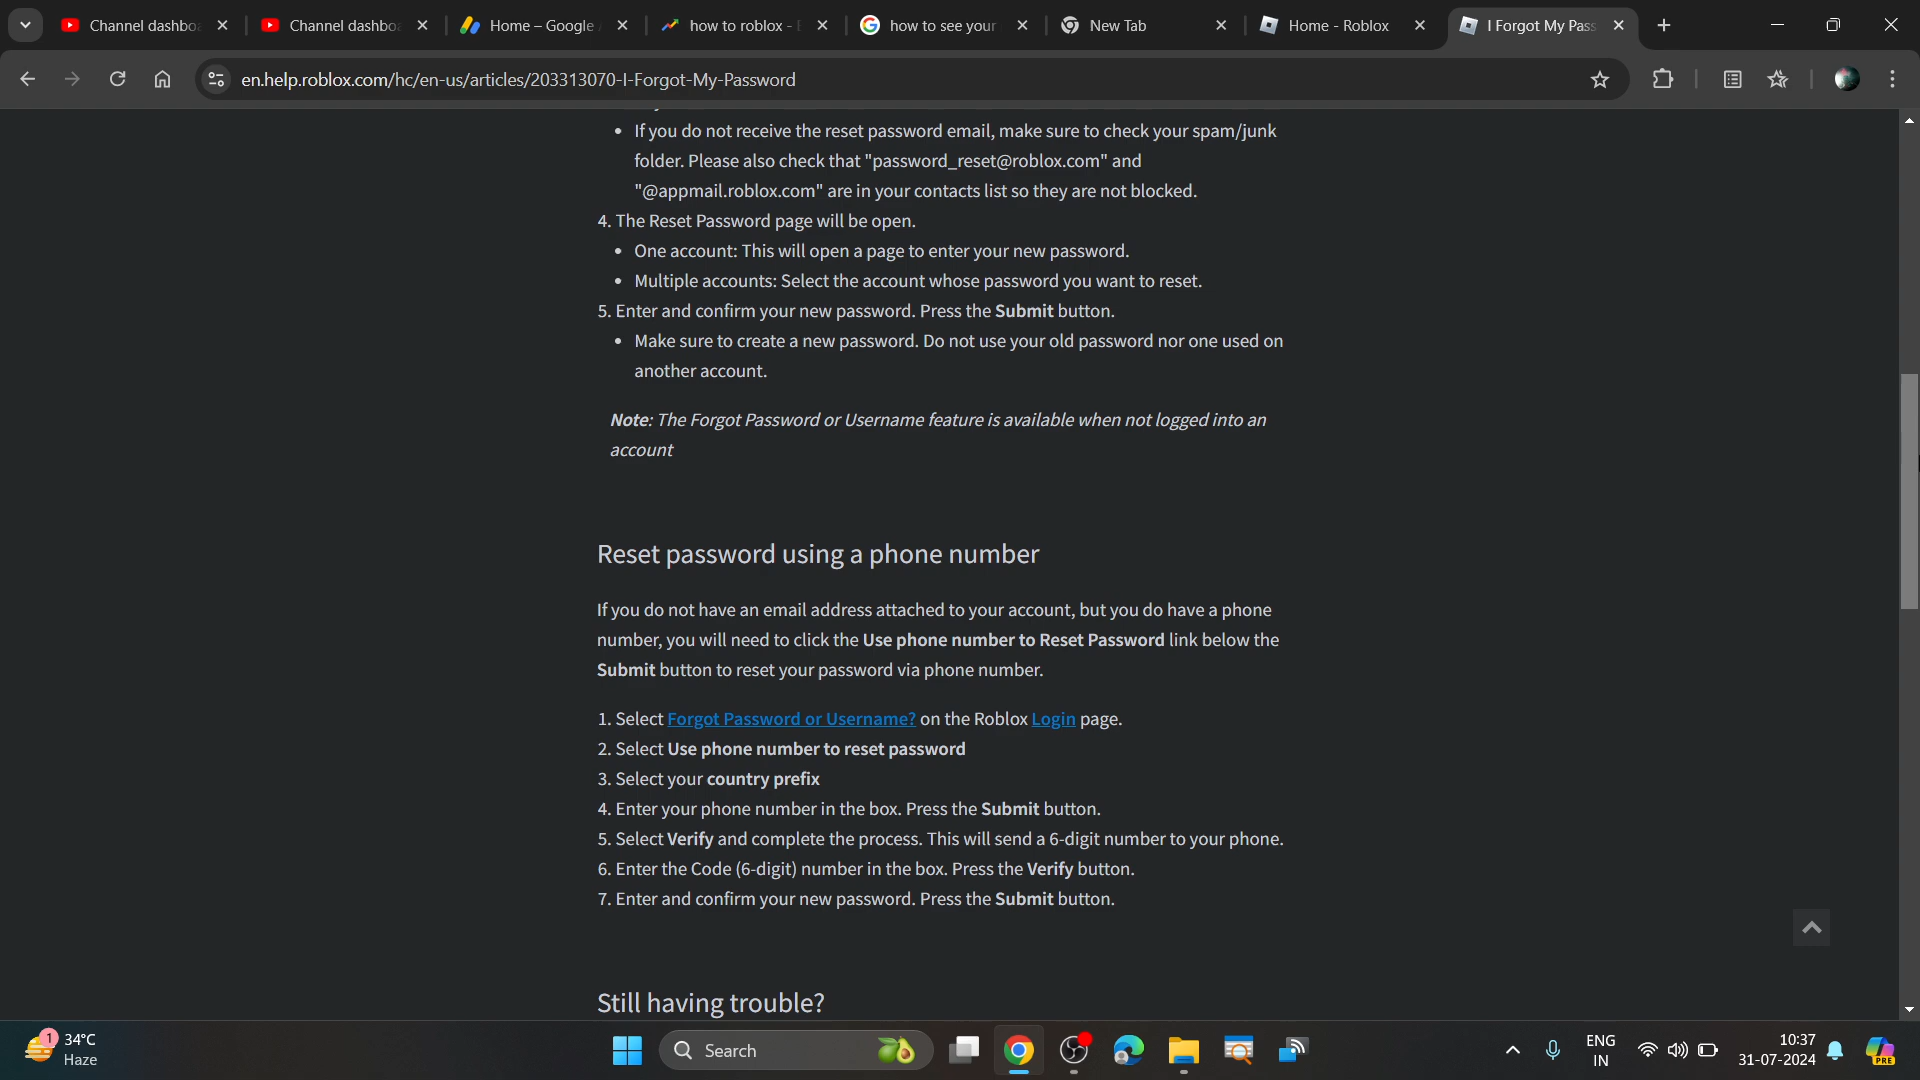 Channel dashbo
Channel dashbo
Home – Google
how to roblox -
how to see your
New Tab
Home - Roblox
I Forgot My Pass
en.help.roblox.com/hc/en-us/articles/203313070-I-Forgot-My-Password
• If you do not receive the reset password email, make sure to check your spam/junk
folder. Please also check that "password_reset@roblox.com" and
"@appmail.roblox.com" are in your contacts list so they are not blocked.
4. The Reset Password page will be open.
• One account: This will open a page to enter your new password.
• Multiple accounts: Select the account whose password you want to reset.
5. Enter and confirm your new password. Press the Submit button.
• Make sure to create a new password. Do not use your old password nor one used on
another account.
Note: The Forgot Password or Username feature is available when not logged into an
account
Reset password using a phone number
If you do not have an email address attached to your account, but you do have a phone
number, you will need to click the Use phone number to Reset Password link below the
Submit button to reset your password via phone number.
1. Select Forgot Password or Username? on the Roblox Login page.
2. Select Use phone number to reset password
3. Select your country prefix
4. Enter your phone number in the box. Press the Submit button.
5. Select Verify and complete the process. This will send a 6-digit number to your phone.
6. Enter the Code (6-digit) number in the box. Press the Verify button.
7. Enter and confirm your new password. Press the Submit button.
Still having trouble?
1
34°C
Haze
Search
ENG
IN
10:37
31-07-2024
PRE